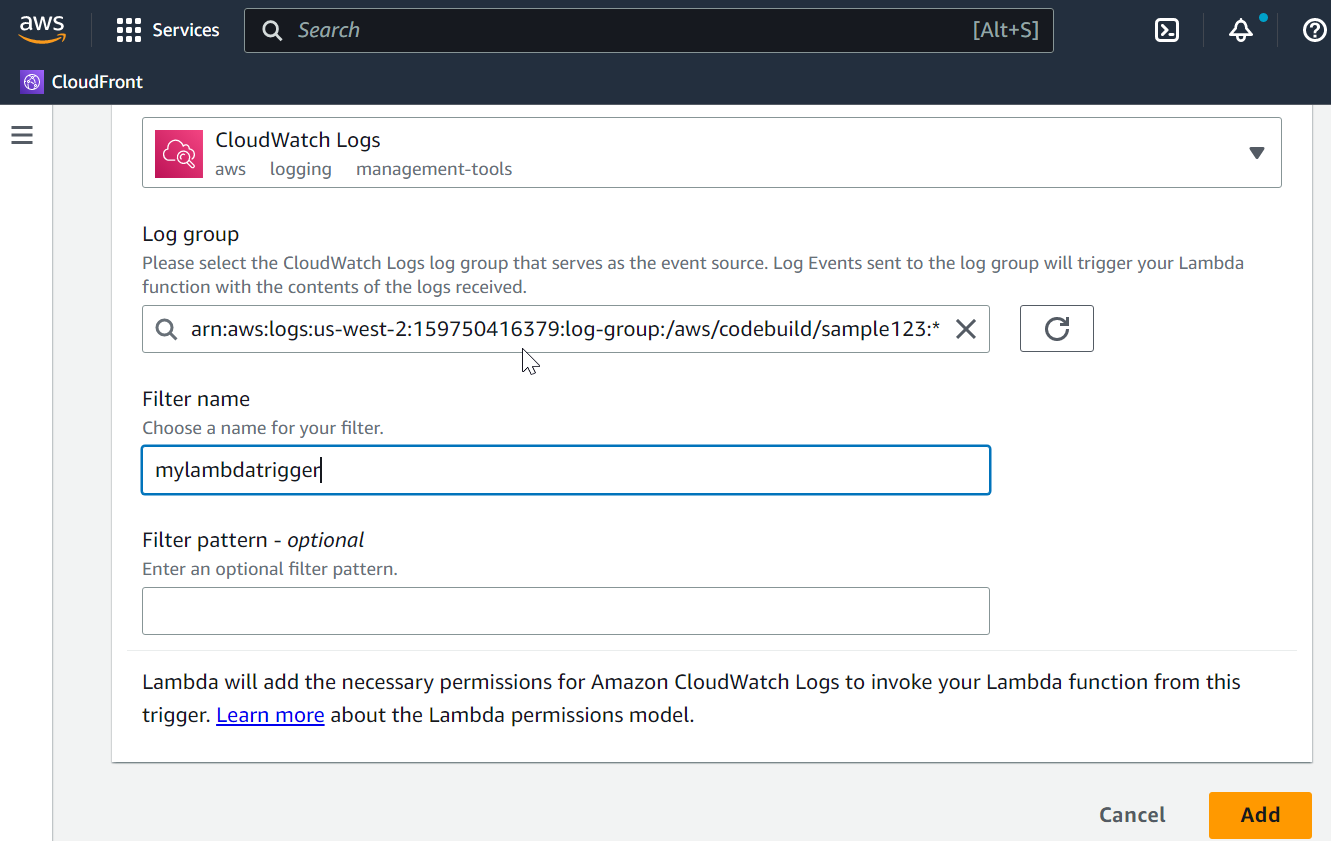 aws
Services
Search
[Alt+S]
CloudFront
CloudWatch Logs
aws logging management-tools
Log group
Please select the CloudWatch Logs log group that serves as the event source. Log Events sent to the log group will trigger your Lambda
function with the contents of the logs received.
arn:aws:logs:us-west-2:159750416379:log-group:/aws/codebuild/sample123:*
Filter name
Choose a name for your filter.
mylambdatrigger
Filter pattern - optional
Enter an optional filter pattern.
Lambda will add the necessary permissions for Amazon CloudWatch Logs to invoke your Lambda function from this
trigger. Learn more about the Lambda permissions model.
Cancel
Add